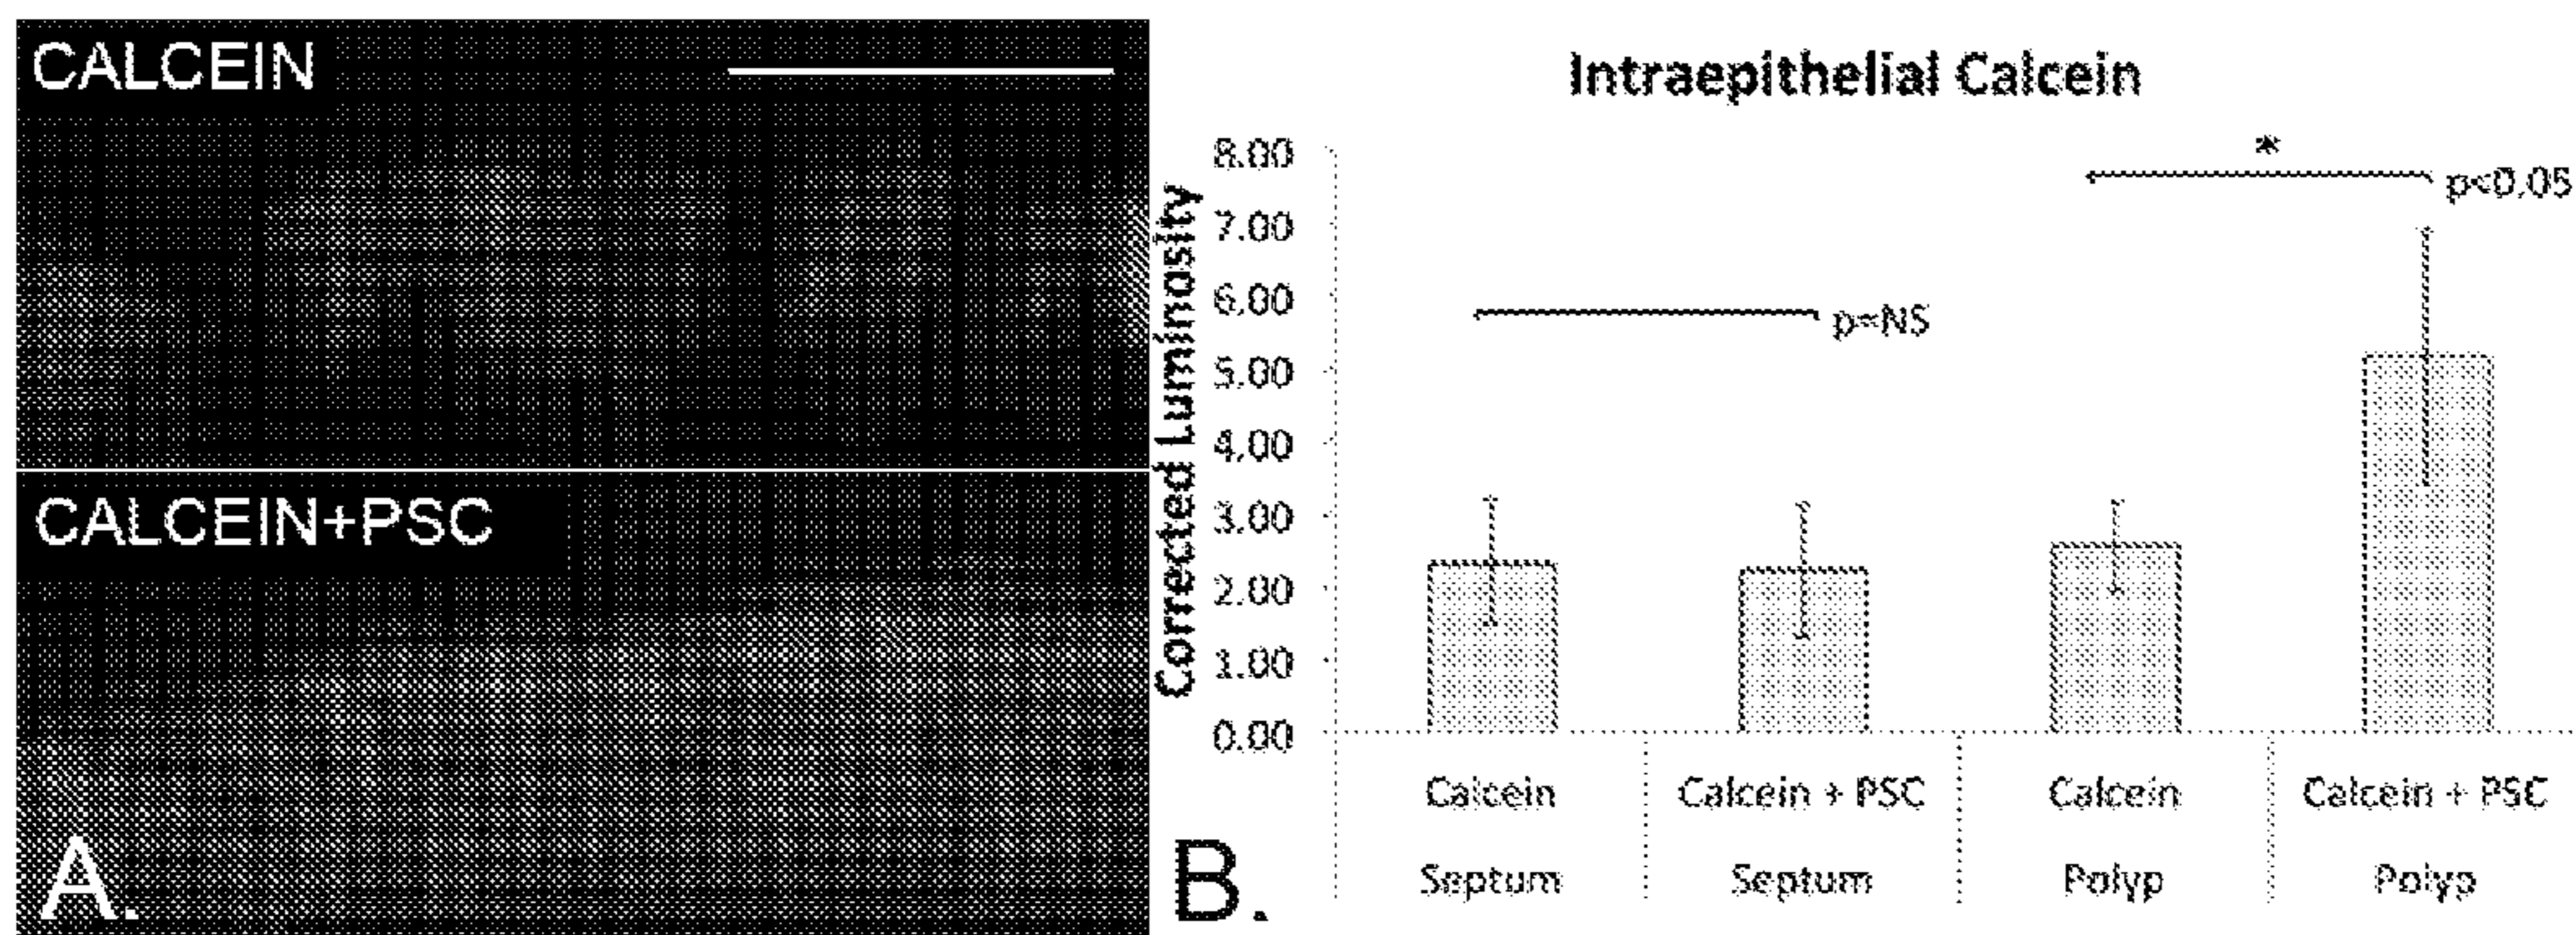 CALCEIN
CALCEIN+PSC
A.
Intraepithelial Calcein
Corrected Luminosity
8.00
7.00
6.00
5.00
4.00
3.00
2.00
1.00
0.00
*
p<0.05
p=NS
Calcein
Calcein + PSC
Calcein
Calcein + PSC
Septum
Septum
Polyp
Polyp
B.